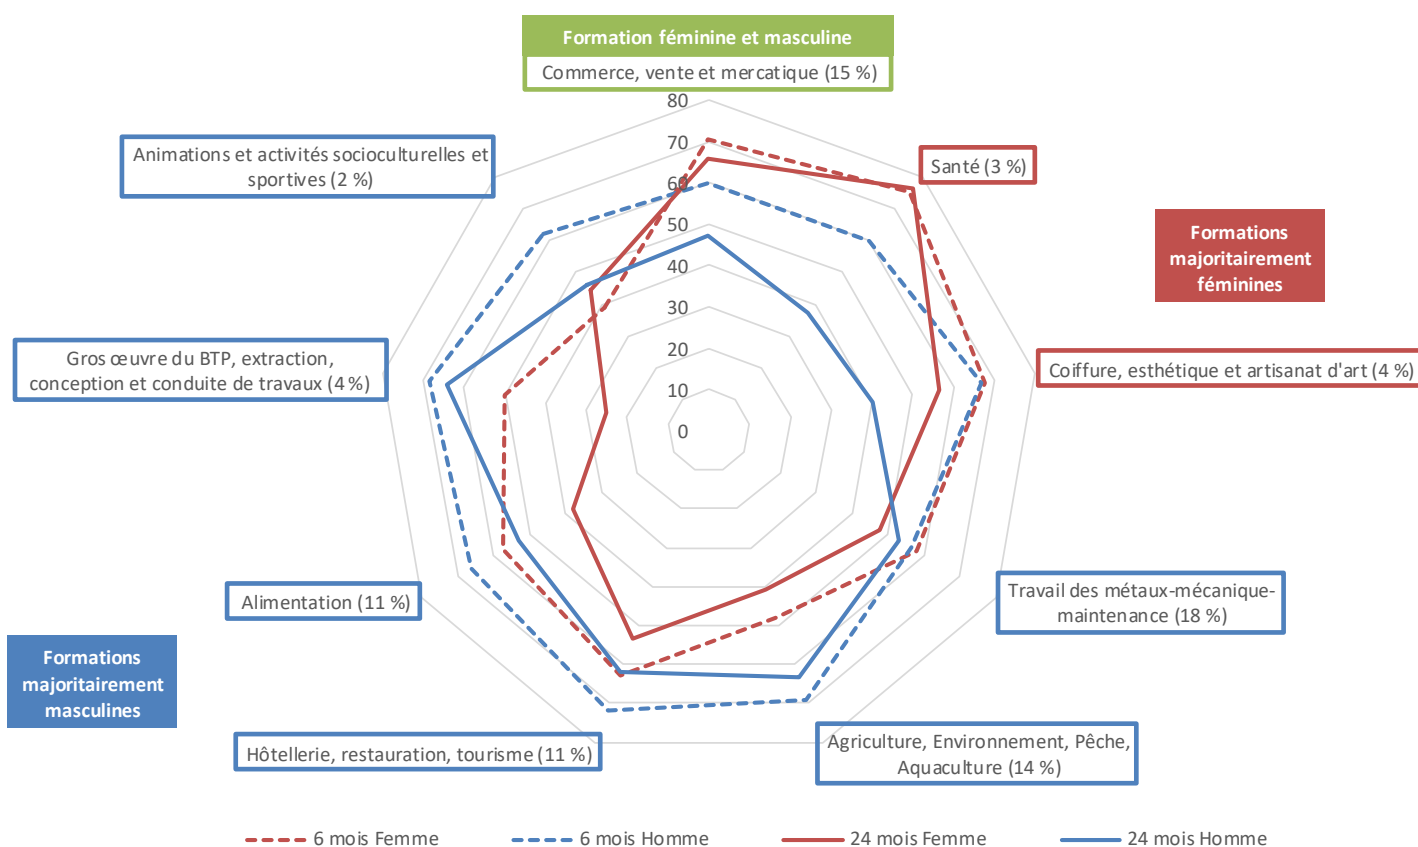 Formation féminine et masculine
Commerce, vente et mercatique (15 %)
Animations et activités socioculturelles et
sportives (2 %)
Santé (3 %)
Formations
majoritairement
féminines
Gros œuvre du BTP, extraction,
conception et conduite de travaux (4 %)
Coiffure, esthétique et artisanat d'art (4 %)
80
70
60
50
40
30
20
10
0
Alimentation (11 %)
Travail des métaux-mécanique-
maintenance (18 %)
Formations
majoritairement
masculines
Hôtellerie, restauration, tourisme (11 %)
Agriculture, Environnement, Pêche,
Aquaculture (14 %)
6 mois Femme
6 mois Homme
24 mois Femme
24 mois Homme